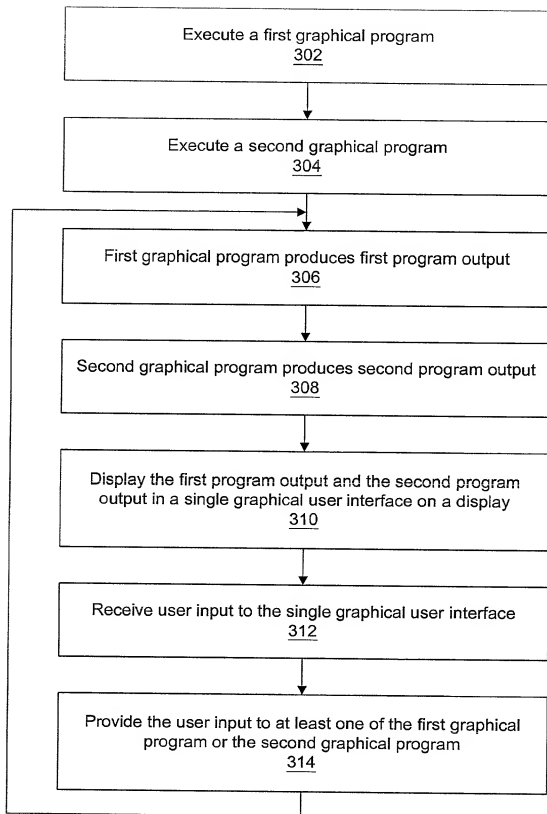 Execute a first graphical program
302
Execute a second graphical program
304
First graphical program produces first program output
306
Second graphical program produces second program output
308
Display the first program output and the second program
output in a single graphical user interface on a display
310
Receive user input to the single graphical user interface
312
Provide the user input to at least one of the first graphical
program or the second graphical program
314